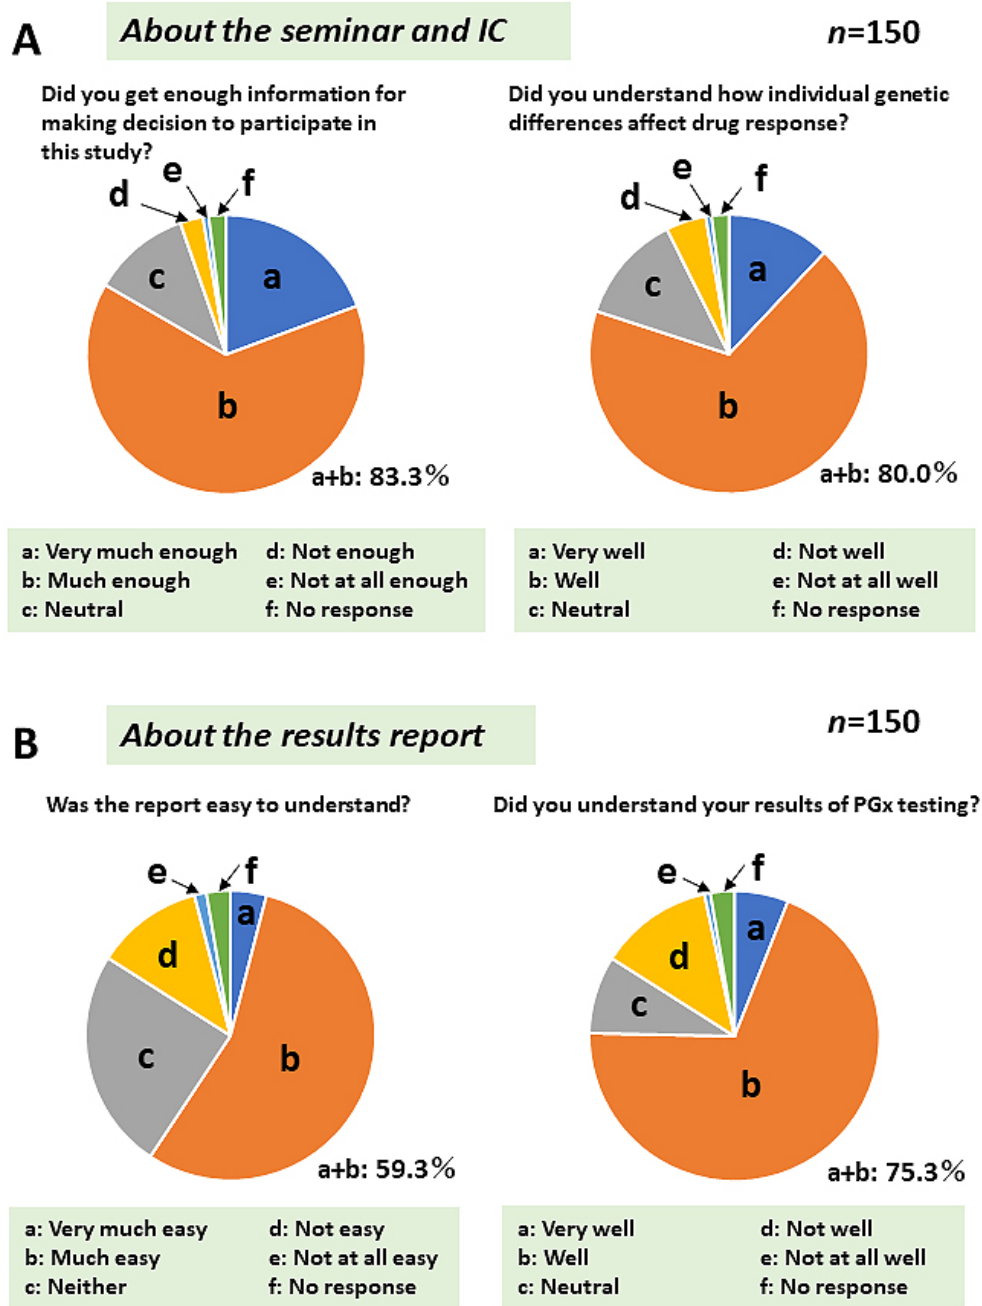 A
About the seminar and IC
n=150
Did you get enough information for
making decision to participate in
this study?
d
e
f
c
a
b
a+b: 83.3%
a: Very much enough
b: Much enough
c: Neutral
d: Not enough
e: Not at all enough
f: No response
Did you understand how individual genetic
differences affect drug response?
d
e
f
c
a
b
a+b: 80.0%
a: Very well
b: Well
c: Neutral
d: Not well
e: Not at all well
f: No response
B
About the results report
n=150
Was the report easy to understand?
e
f
a
d
c
b
a+b: 59.3%
a: Very much easy
b: Much easy
c: Neither
d: Not easy
e: Not at all easy
f: No response
Did you understand your results of PGx testing?
e
f
a
d
c
b
a+b: 75.3%
a: Very well
b: Well
c: Neutral
d: Not well
e: Not at all well
f: No response